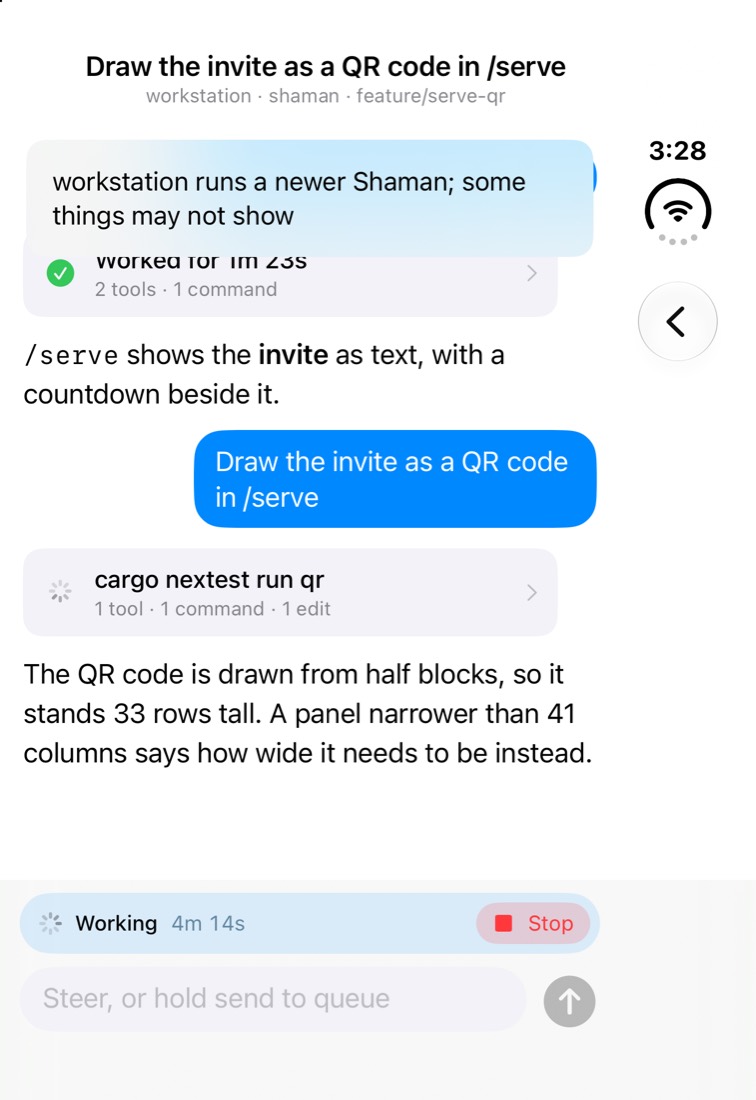 Draw the invite as a QR code in /serve
workstation · shaman · feature/serve-qr
3:28
workstation runs a newer Shaman; some
things may not show
Worked for 1m 23s
2 tools · 1 command
/serve shows the invite as text, with a
countdown beside it.
Draw the invite as a QR code
in /serve
cargo nextest run qr
1 tool · 1 command · 1 edit
The QR code is drawn from half blocks, so it
stands 33 rows tall. A panel narrower than 41
columns says how wide it needs to be instead.
Working 4m 14s
Stop
Steer, or hold send to queue